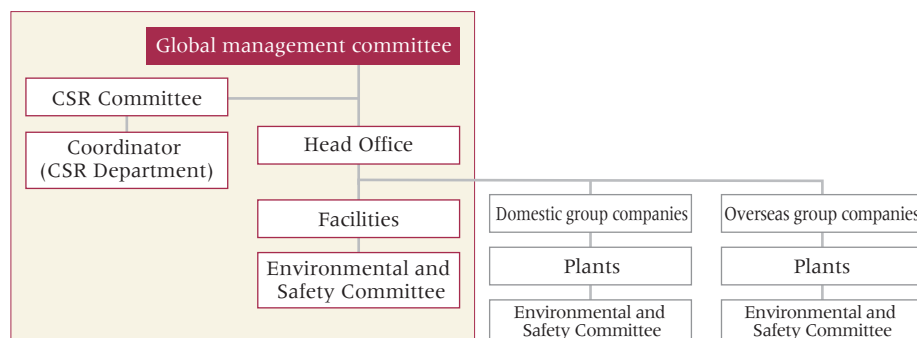 Global management committee
CSR Committee
Coordinator
(CSR Department)
Head Office
Facilities
Environmental and
Safety Committee
Domestic group companies
Plants
Environmental and
Safety Committee
Overseas group companies
Plants
Environmental and
Safety Committee